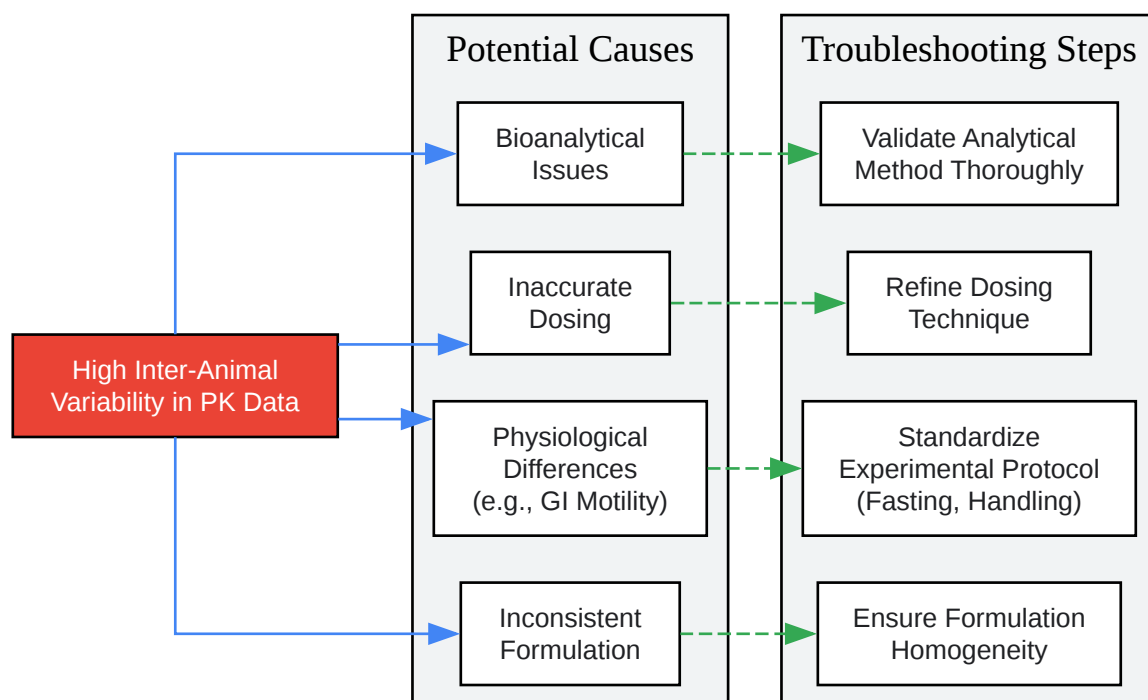 Potential Causes
Troubleshooting Steps
Bioanalytical
Issues
Validate Analytical
Method Thoroughly
Inaccurate
Dosing
Refine Dosing
Technique
High Inter-Animal
Variability in PK Data
Physiological
Differences
(e.g., GI Motility)
Standardize
Experimental Protocol
(Fasting, Handling)
Inconsistent
Formulation
Ensure Formulation
Homogeneity